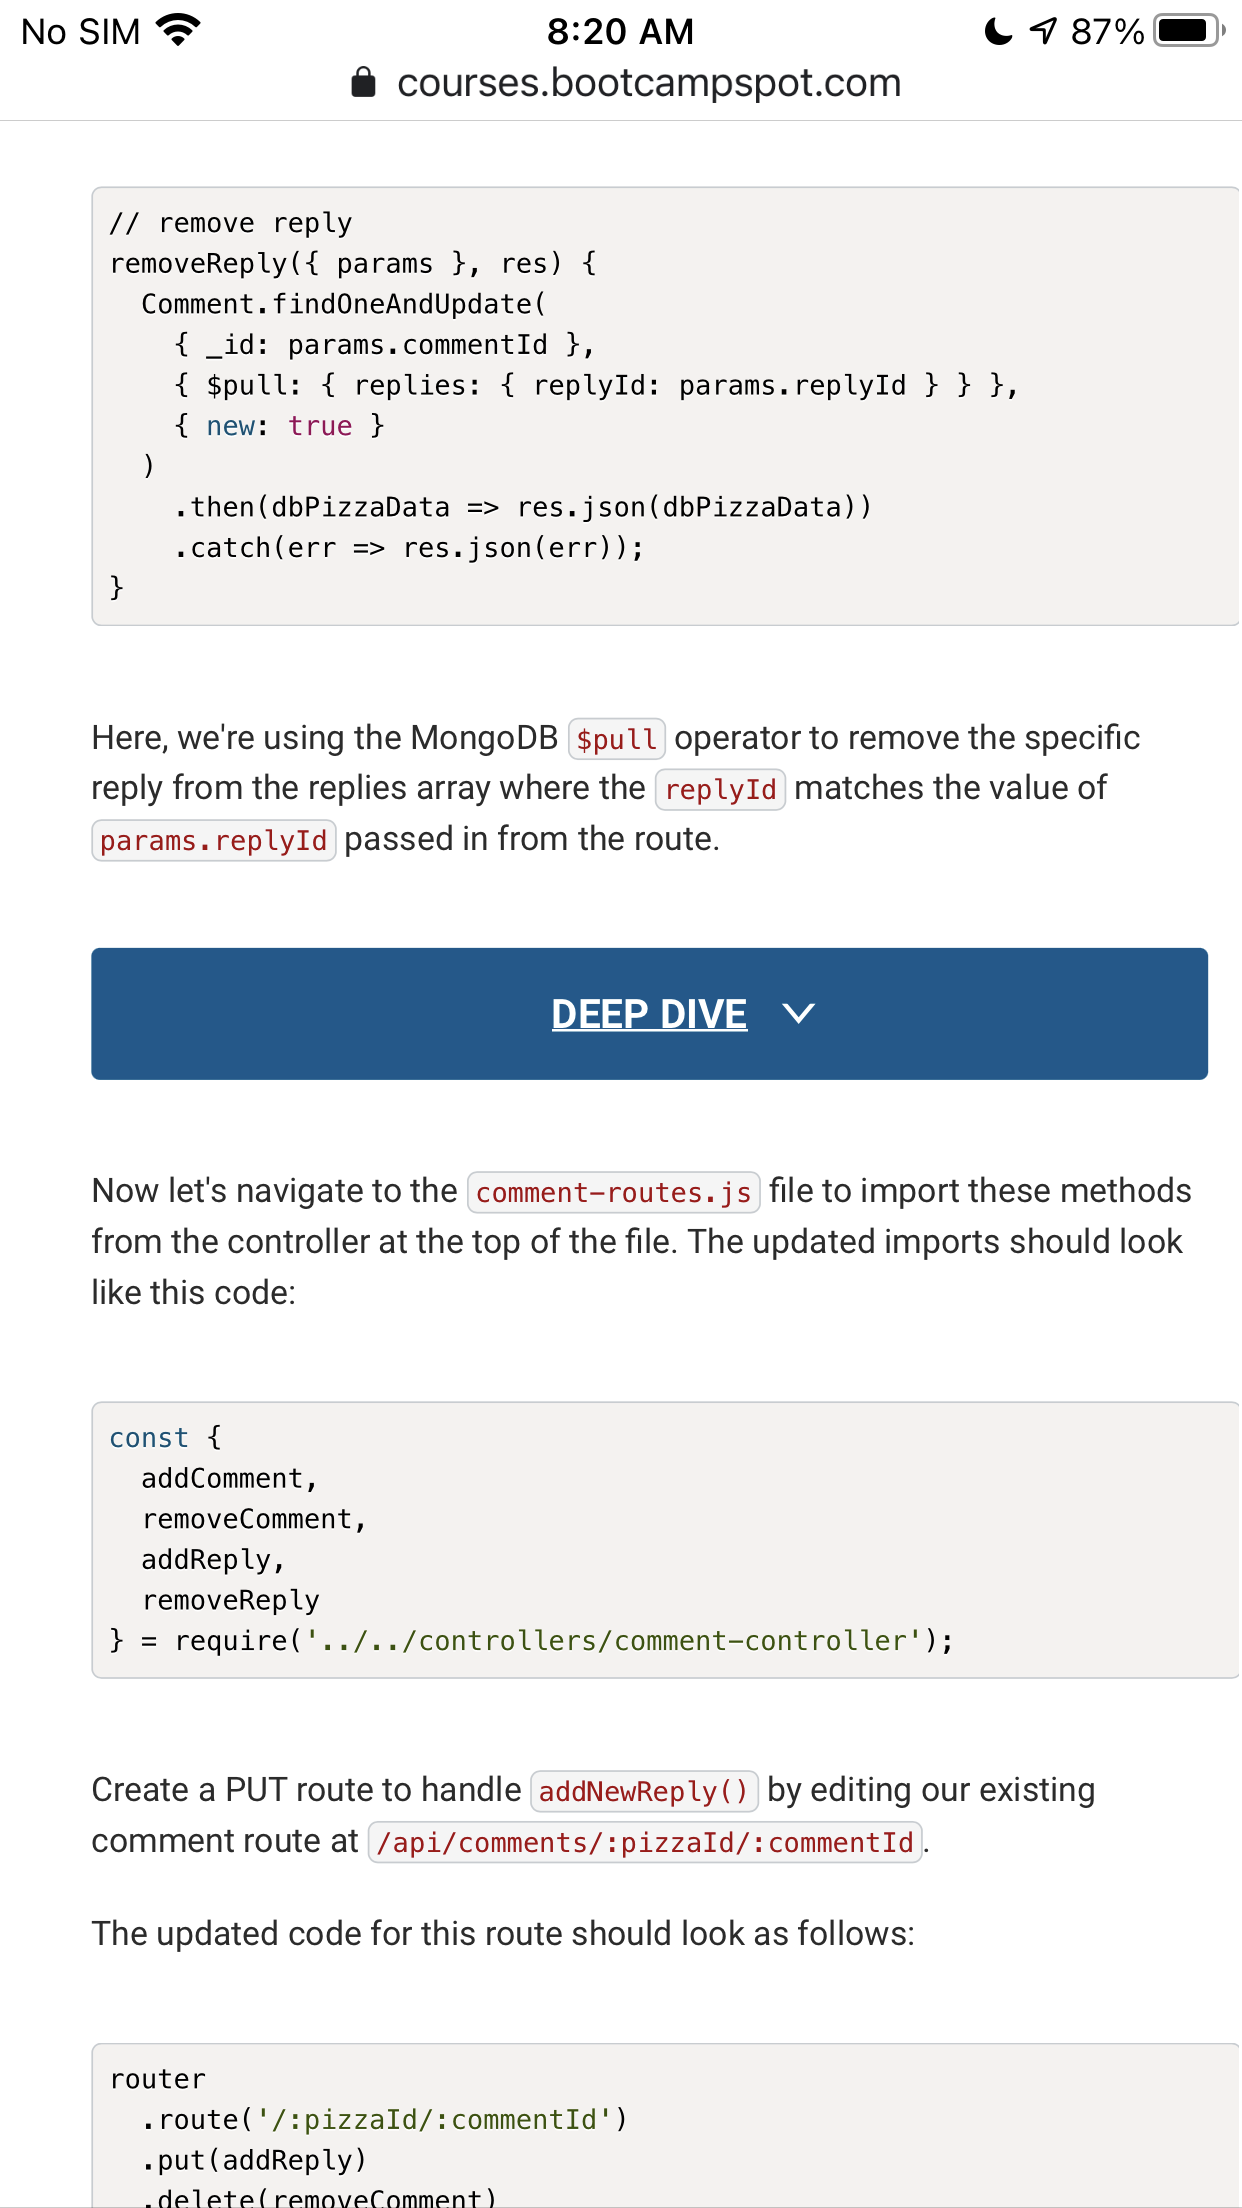 No SIM 8:20 AM 87%
courses.bootcampspot.com
// remove reply
removeReply({ params }, res) {
  Comment.findOneAndUpdate(
    { _id: params.commentId },
    { $pull: { replies: { replyId: params.replyId } } },
    { new: true }
  )
    .then(dbPizzaData => res.json(dbPizzaData))
    .catch(err => res.json(err));
}
Here, we're using the MongoDB $pull operator to remove the specific
reply from the replies array where the replyId matches the value of
params.replyId passed in from the route.
DEEP DIVE
Now let's navigate to the comment-routes.js file to import these methods
from the controller at the top of the file. The updated imports should look
like this code:
const {
  addComment,
  removeComment,
  addReply,
  removeReply
} = require('../../controllers/comment-controller');
Create a PUT route to handle addNewReply() by editing our existing
comment route at /api/comments/:pizzaId/:commentId.
The updated code for this route should look as follows:
router
  .route('/:pizzaId/:commentId')
  .put(addReply)
  .delete(removeComment)